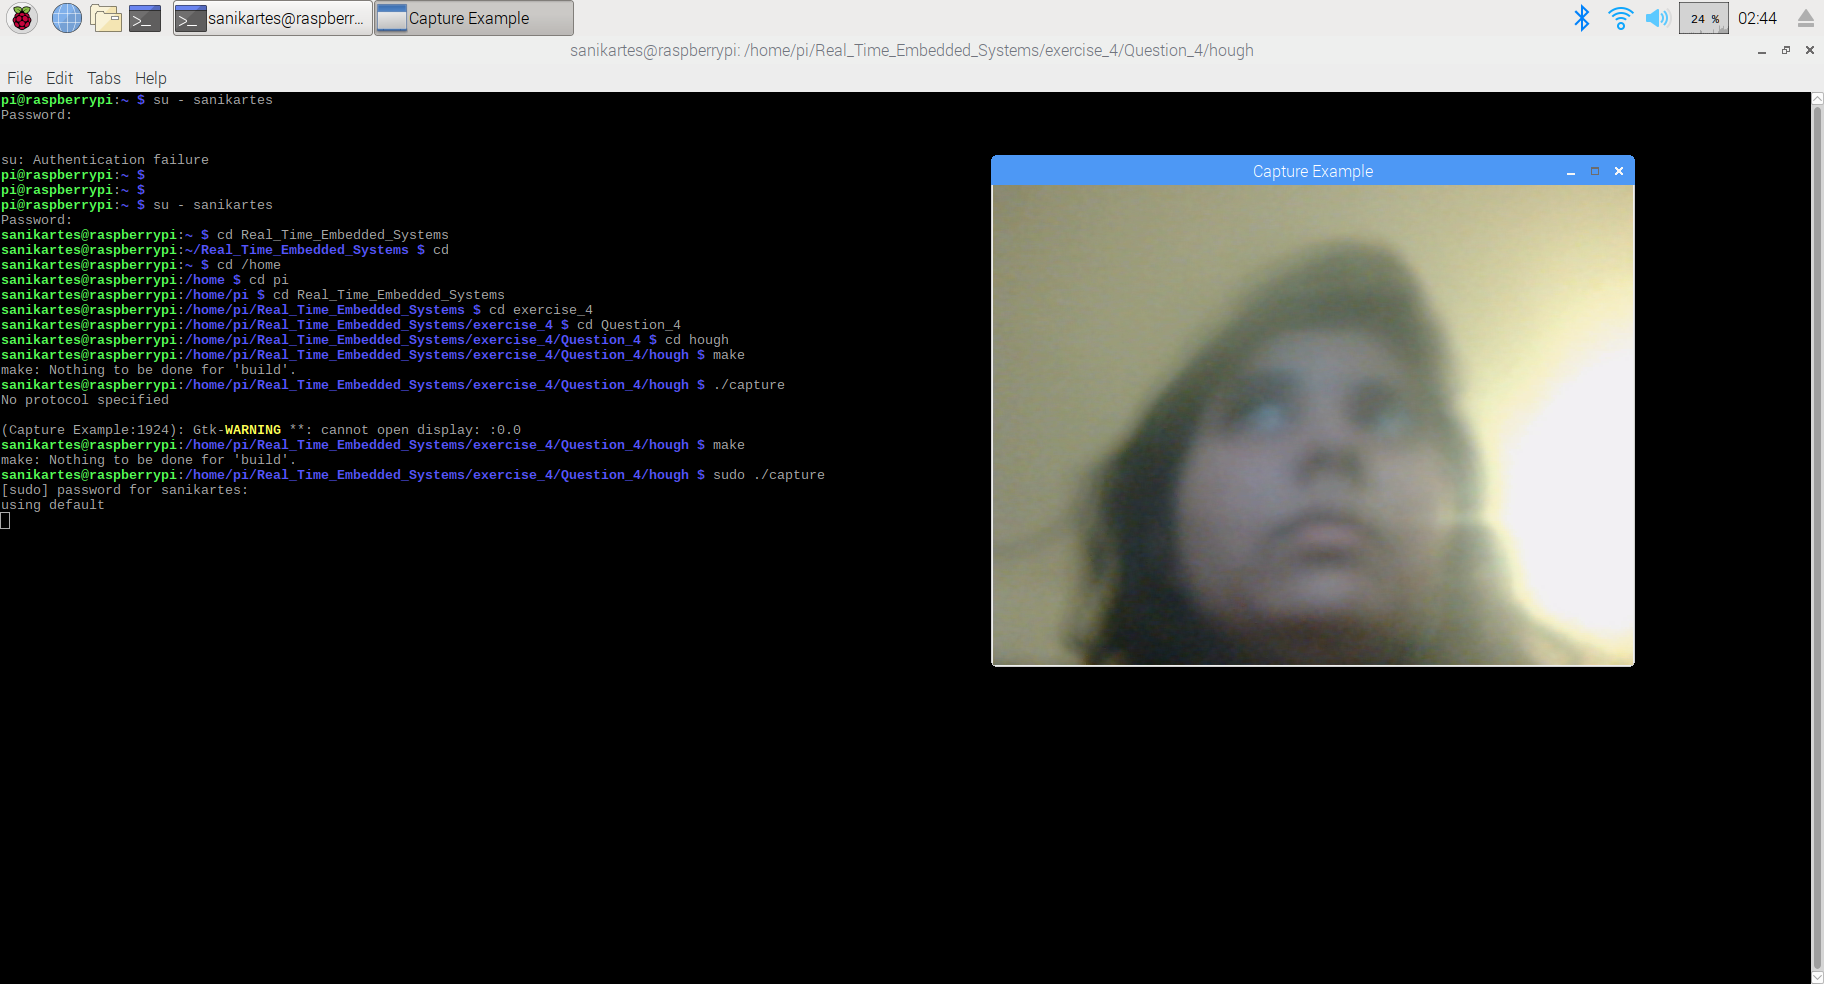 sanikartes@raspberr...
Capture Example
24 %
02:44
sanikartes@raspberrypi: /home/pi/Real_Time_Embedded_Systems/exercise_4/Question_4/hough
File Edit Tabs Help
pi@raspberrypi:~ $ su - sanikartes
Password:
su: Authentication failure
pi@raspberrypi:~ $
pi@raspberrypi:~ $
pi@raspberrypi:~ $ su - sanikartes
Password:
sanikartes@raspberrypi:~ $ cd Real_Time_Embedded_Systems
sanikartes@raspberrypi:~/Real_Time_Embedded_Systems $ cd
sanikartes@raspberrypi:~ $ cd /home
sanikartes@raspberrypi:/home $ cd pi
sanikartes@raspberrypi:/home/pi $ cd Real_Time_Embedded_Systems
sanikartes@raspberrypi:/home/pi/Real_Time_Embedded_Systems $ cd exercise_4
sanikartes@raspberrypi:/home/pi/Real_Time_Embedded_Systems/exercise_4 $ cd Question_4
sanikartes@raspberrypi:/home/pi/Real_Time_Embedded_Systems/exercise_4/Question_4 $ cd hough
sanikartes@raspberrypi:/home/pi/Real_Time_Embedded_Systems/exercise_4/Question_4/hough $ make
make: Nothing to be done for 'build'.
sanikartes@raspberrypi:/home/pi/Real_Time_Embedded_Systems/exercise_4/Question_4/hough $ ./capture
No protocol specified
(Capture Example:1924): Gtk-WARNING **: cannot open display: :0.0
sanikartes@raspberrypi:/home/pi/Real_Time_Embedded_Systems/exercise_4/Question_4/hough $ make
make: Nothing to be done for 'build'.
sanikartes@raspberrypi:/home/pi/Real_Time_Embedded_Systems/exercise_4/Question_4/hough $ sudo ./capture
[sudo] password for sanikartes:
using default
Capture Example